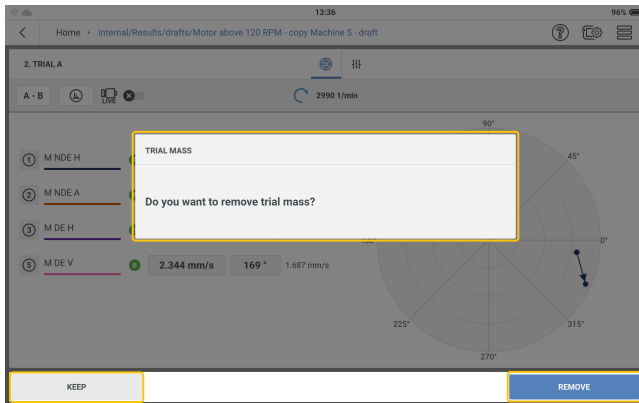 13:36
96%
Home › Internal/Results/drafts/Motor above 120 RPM - copy Machine 5 - draft
2. TRIAL A
A - B
LIVE
2990 1/min
90°
TRIAL MASS
45°
1 M NDE H
Do you want to remove trial mass?
2 M NDE A
3 M DE H
0°
5 M DE V
B 2.344 mm/s 169 ° 1.687 mm/s
225°
315°
270°
KEEP
REMOVE